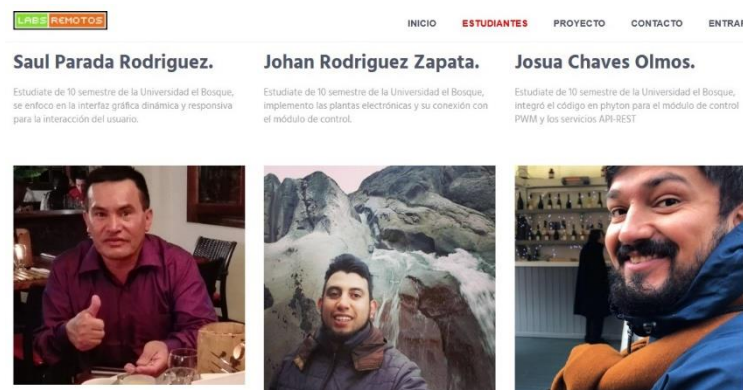 LABS REMOTOS
INICIO ESTUDIANTES PROYECTO CONTACTO ENTRAR
Saul Parada Rodriguez.
Estudiate de 10 semestre de la Universidad el Bosque,
se enfoco en la interfaz gráfica dinámica y responsiva
para la interacción del usuario.
Johan Rodriguez Zapata.
Estudiate de 10 semestre de la Universidad el Bosque,
implemento las plantas electrónicas y su conexión con
el módulo de control.
Josua Chaves Olmos.
Estudiate de 10 semestre de la Universidad el Bosque,
integró el código en phyton para el módulo de control
PWM y los servicios API-REST